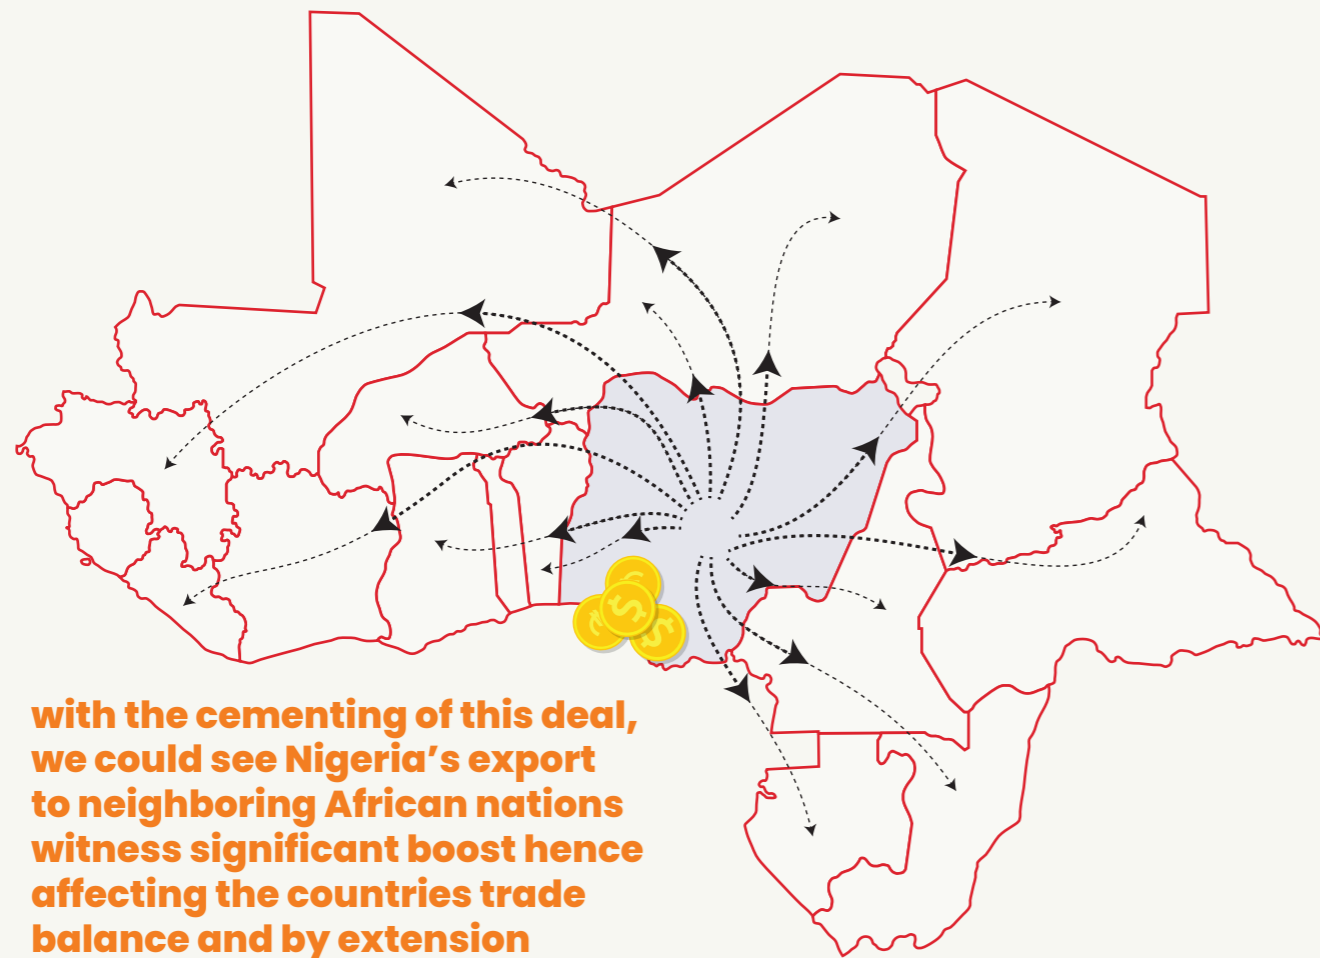 with the cementing of this deal,
we could see Nigeria’s export
to neighboring African nations
witness significant boost hence
affecting the countries trade
balance and by extension